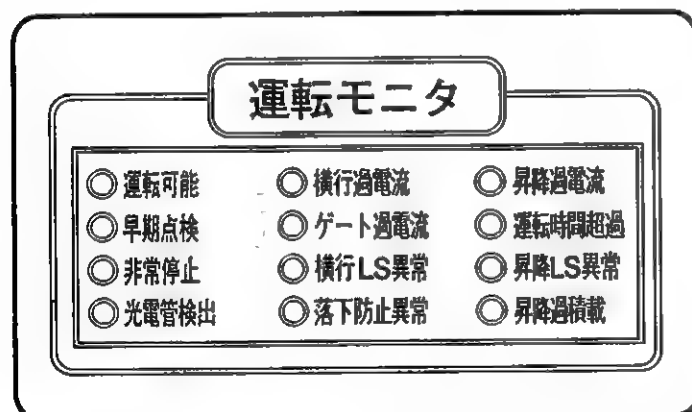 運転モニタ
◎運転可能 ◎横行過電流 ◎昇降過電流
◎早期点検 ◎ゲート過電流 ◎運転時間超過
◎非常停止 ◎横行LS異常 ◎昇降LS異常
◎光電管検出 ◎落下防止異常 ◎昇降過積載